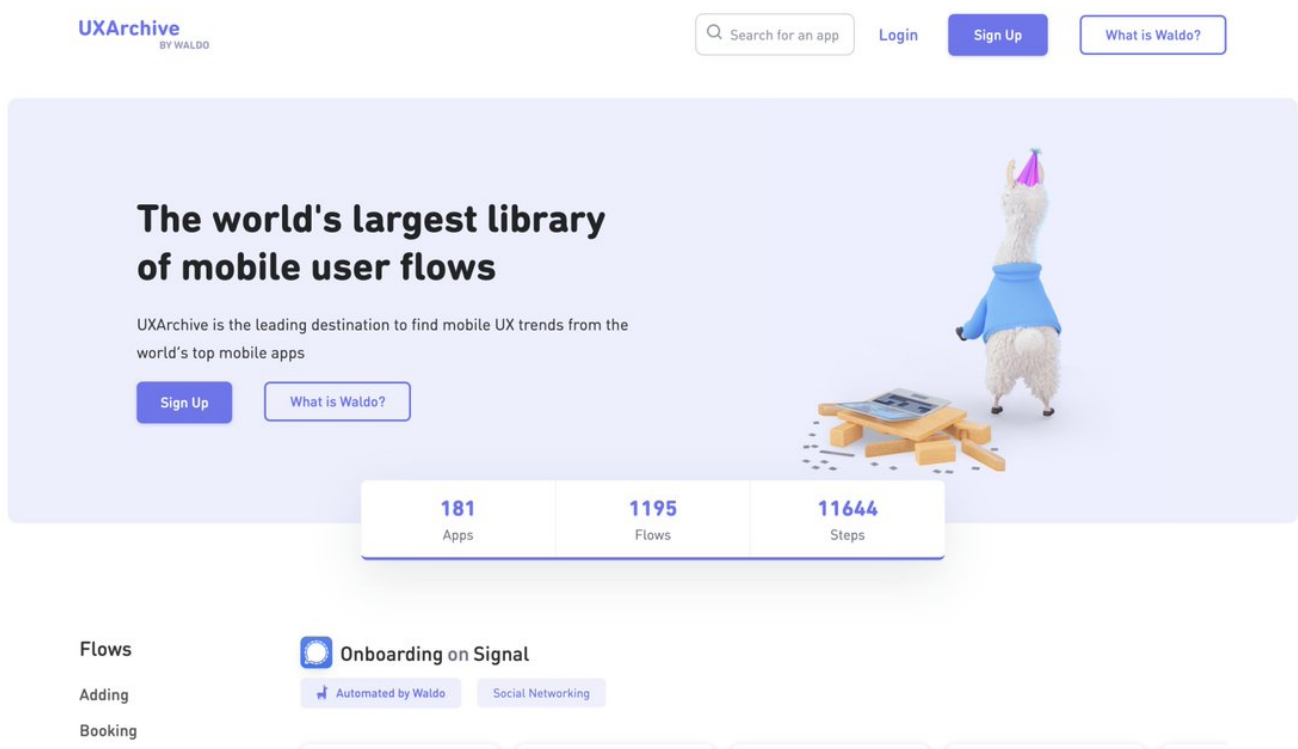 UXArchive
BY WALDO
Search for an app
Login
Sign Up
What is Waldo?
The world's largest library
of mobile user flows
UXArchive is the leading destination to find mobile UX trends from the
world's top mobile apps
Sign Up
What is Waldo?
181
Apps
1195
Flows
11644
Steps
Flows
Adding
Booking
Onboarding on Signal
Automated by Waldo
Social Networking